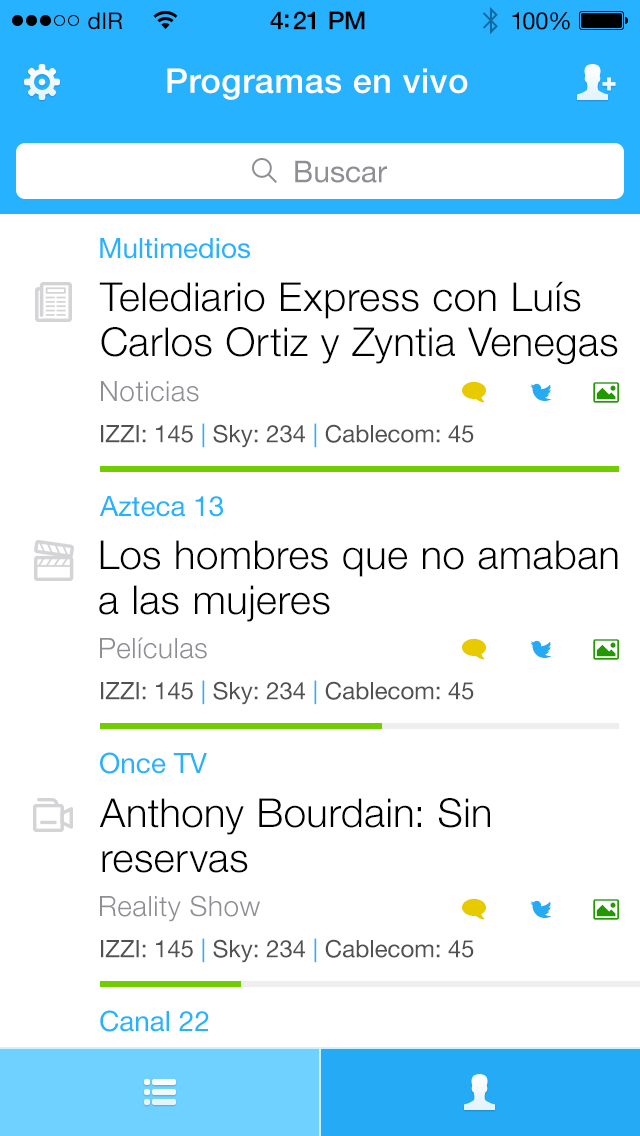 dIR 4:21 PM 100%
Programas en vivo
Buscar
Multimedios
Telediario Express con Luís
Carlos Ortiz y Zyntia Venegas
Noticias
IZZI: 145 | Sky: 234 | Cablecom: 45
Azteca 13
Los hombres que no amaban
a las mujeres
Películas
IZZI: 145 | Sky: 234 | Cablecom: 45
Once TV
Anthony Bourdain: Sin
reservas
Reality Show
IZZI: 145 | Sky: 234 | Cablecom: 45
Canal 22